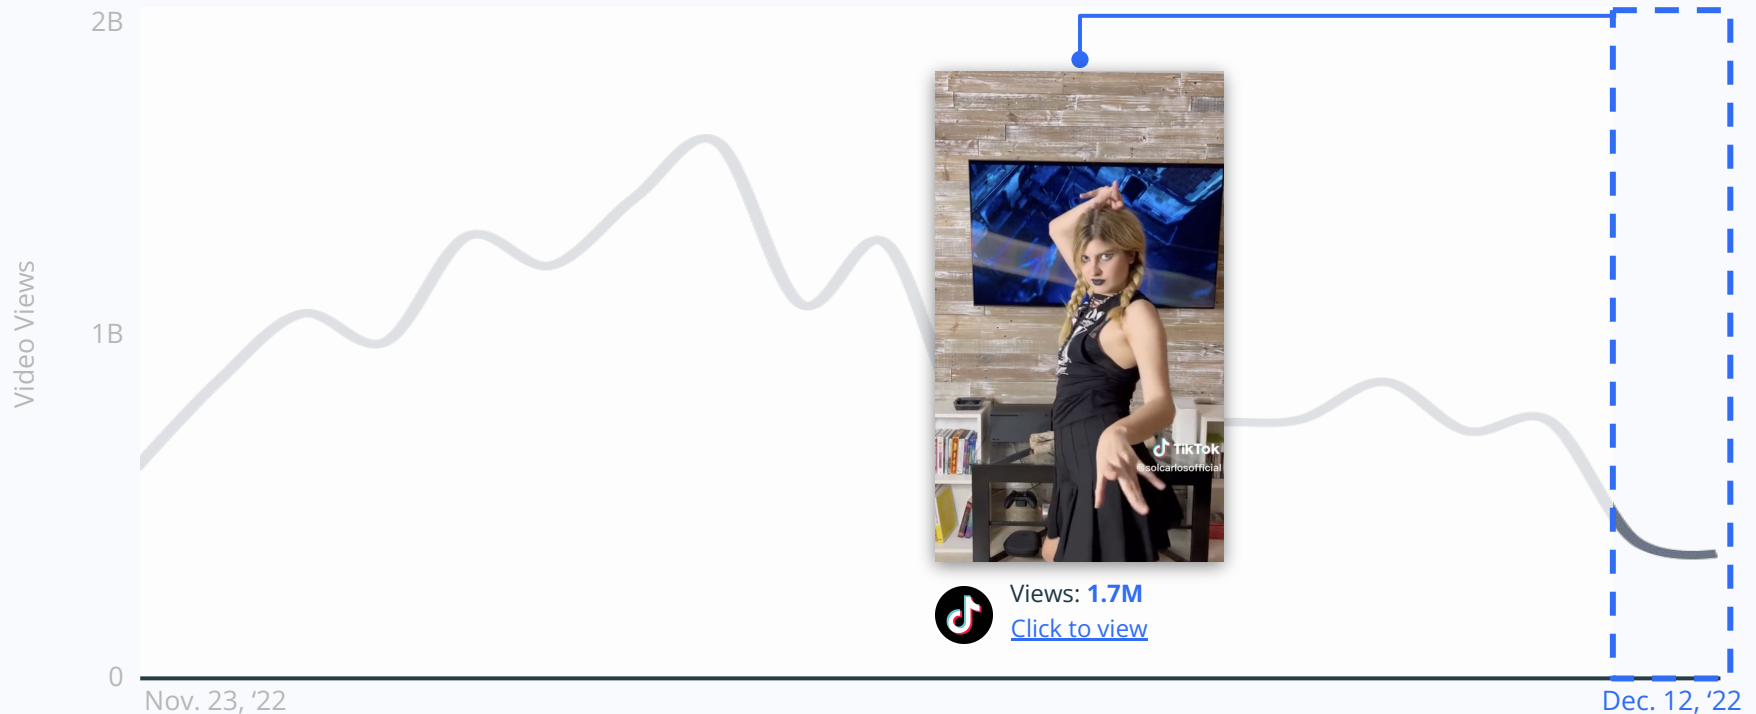 2B
Video Views
1B
0
TikTok
@solcarlosofficial
Views: 1.7M
Click to view
Nov. 23, ‘22
Dec. 12, ‘22